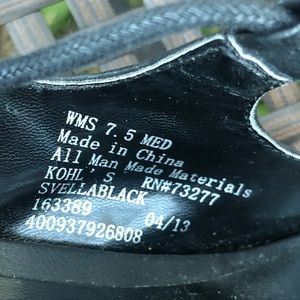 WMS 7.5 MED
Made in China
All Man Made Materials
KOHL'S RN#73277
SVELLABLACK
163389 04/13
400937926808